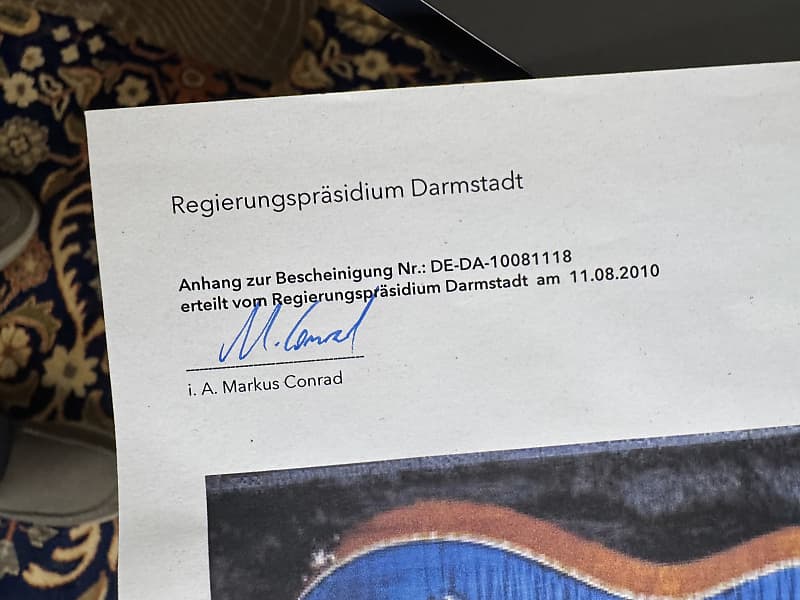 Regierungspräsidium Darmstadt
Anhang zur Bescheinigung Nr.: DE-DA-10081118
erteilt vom Regierungspräsidium Darmstadt am 11.08.2010
M. Conrad
i. A. Markus Conrad